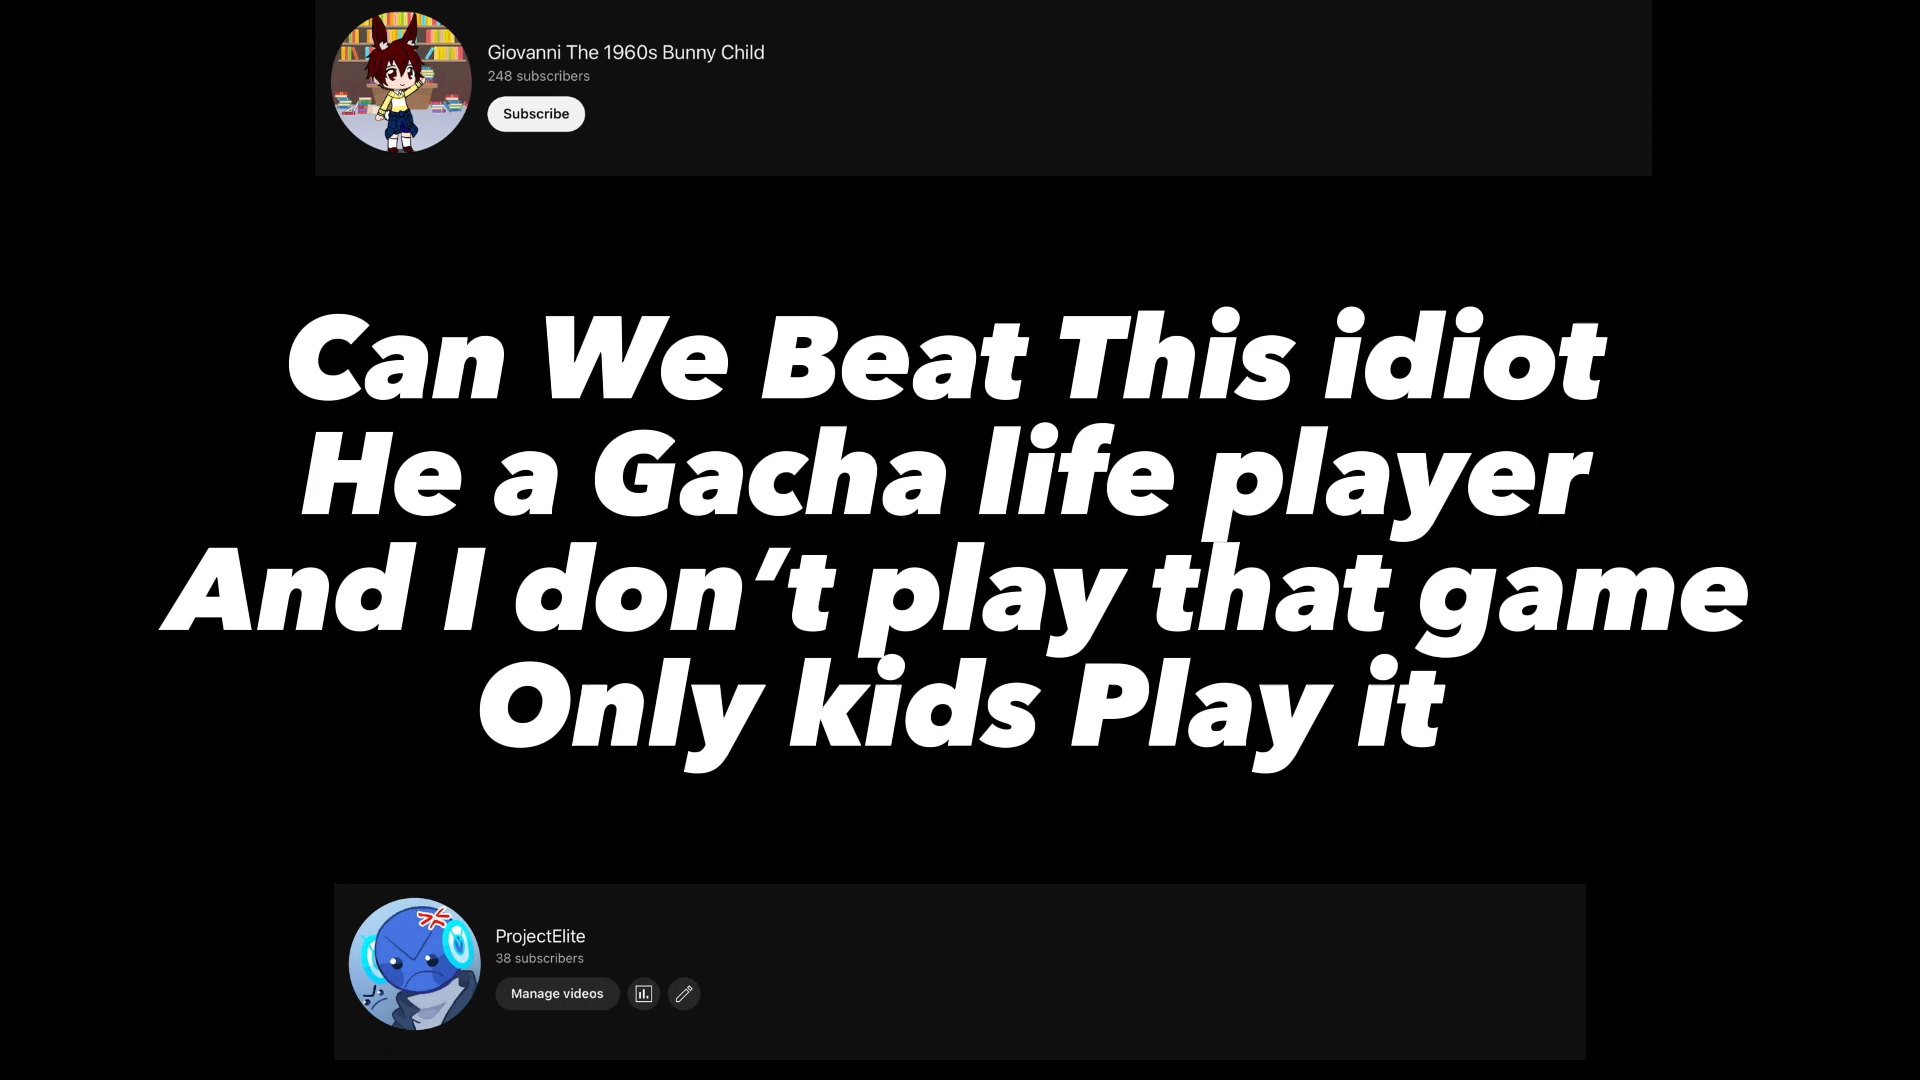 Giovanni The 1960s Bunny Child
248 subscribers
Subscribe
Can We Beat This idiot
He a Gacha life player
And I don‘t play that game
Only kids Play it
ProjectElite
38 subscribers
Manage videos